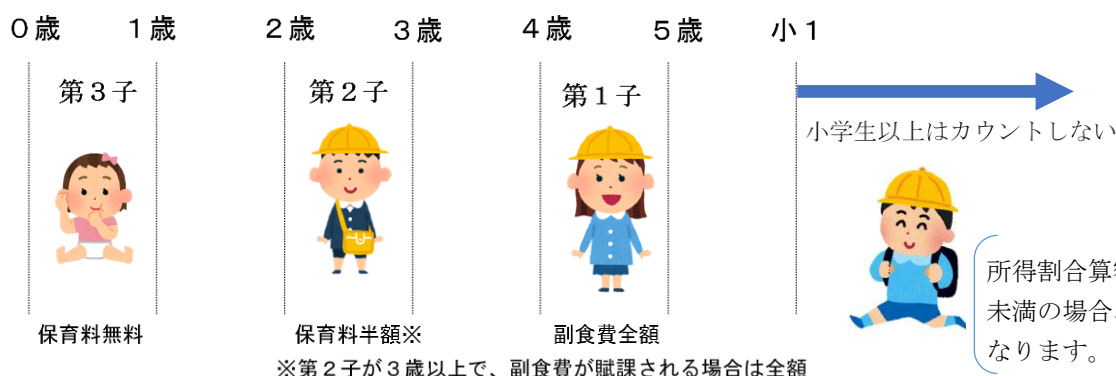 ０歳 １歳 ２歳 ３歳 ４歳 ５歳 小１
第３子 第２子 第１子
小学生以上はカウントしない
所得割合算
未満の場合
なります。
保育料無料 保育料半額※ 副食費全額
※第２子が３歳以上で、副食費が賦課される場合は全額